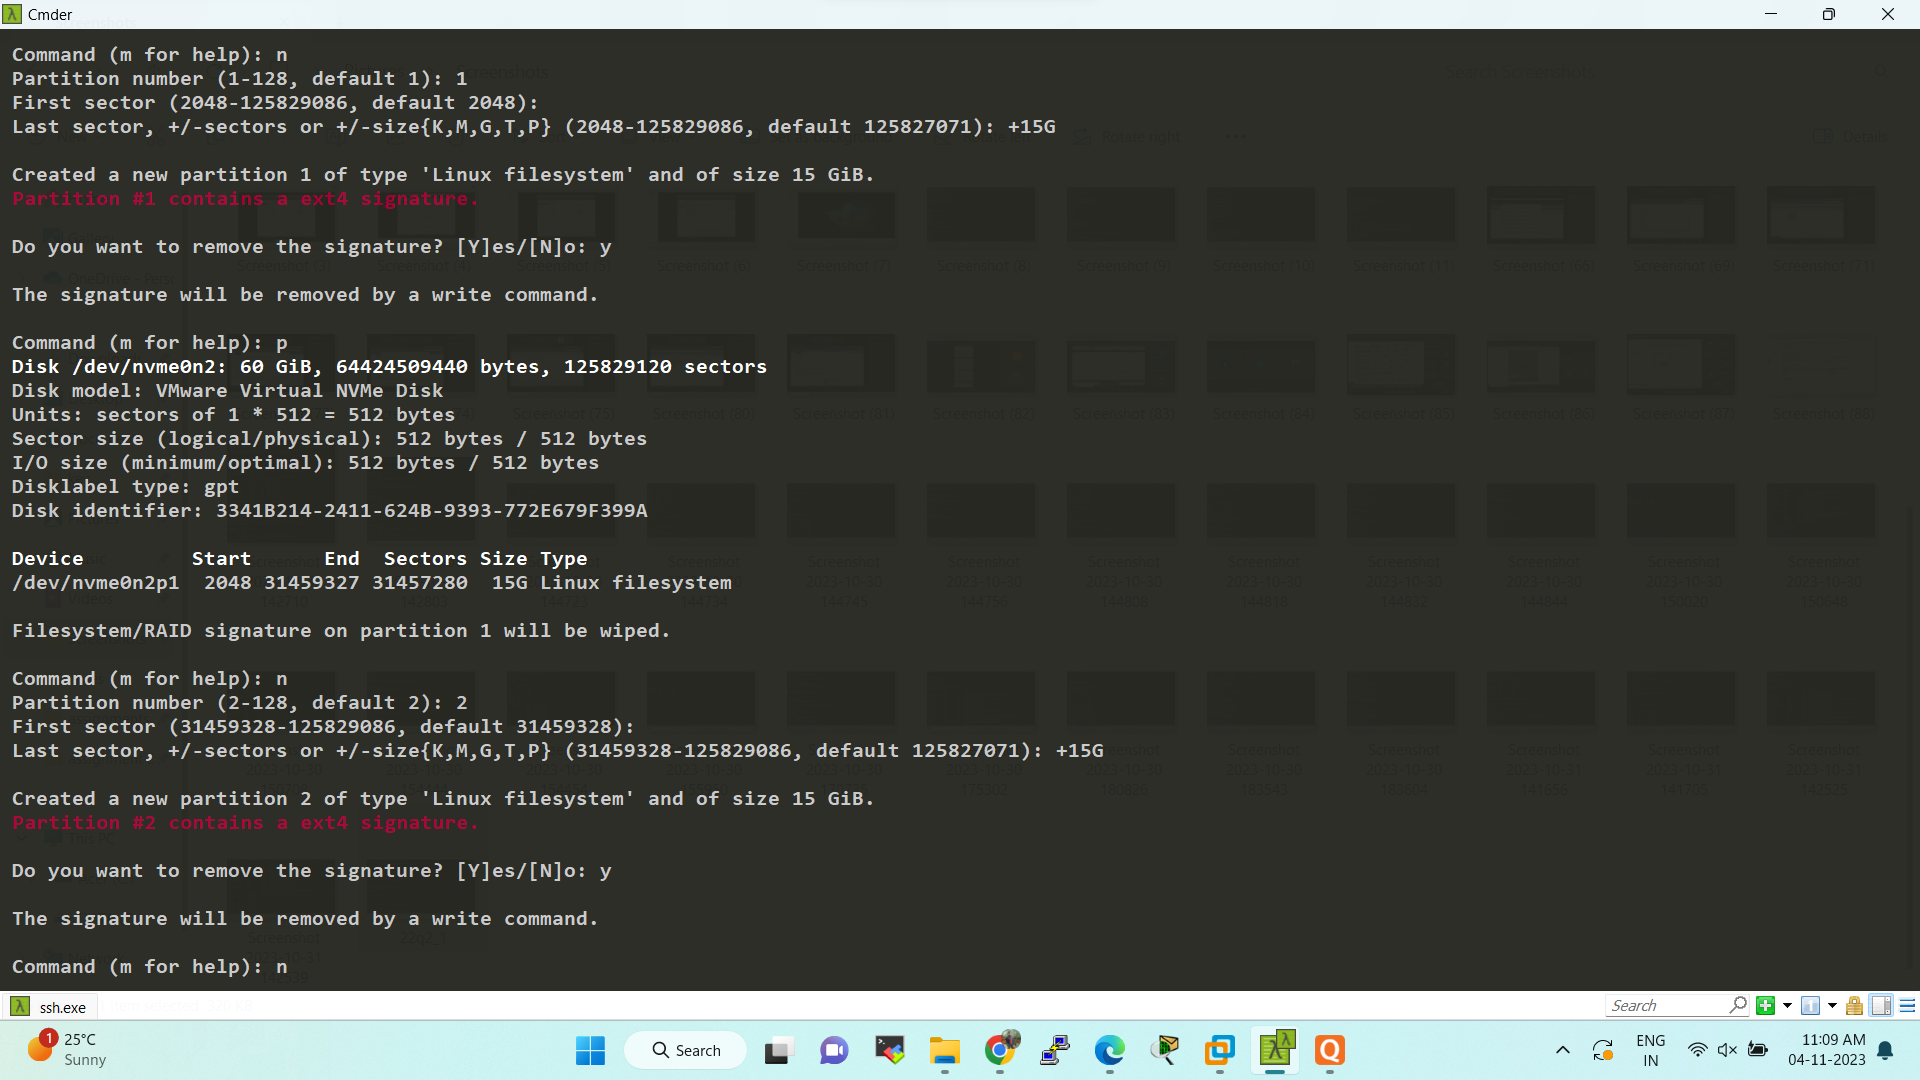 Cmder
Command (m for help): n
Partition number (1-128, default 1): 1
First sector (2048-125829086, default 2048):
Last sector, +/-sectors or +/-size{K,M,G,T,P} (2048-125829086, default 125827071): +15G
Created a new partition 1 of type 'Linux filesystem' and of size 15 GiB.
Partition #1 contains a ext4 signature.
Do you want to remove the signature? [Y]es/[N]o: y
The signature will be removed by a write command.
Command (m for help): p
Disk /dev/nvme0n2: 60 GiB, 64424509440 bytes, 125829120 sectors
Disk model: VMware Virtual NVMe Disk
Units: sectors of 1 * 512 = 512 bytes
Sector size (logical/physical): 512 bytes / 512 bytes
I/O size (minimum/optimal): 512 bytes / 512 bytes
Disklabel type: gpt
Disk identifier: 3341B214-2411-624B-9393-772E679F399A
Device Start End Sectors Size Type
/dev/nvme0n2p1 2048 31459327 31457280 15G Linux filesystem
Filesystem/RAID signature on partition 1 will be wiped.
Command (m for help): n
Partition number (2-128, default 2): 2
First sector (31459328-125829086, default 31459328):
Last sector, +/-sectors or +/-size{K,M,G,T,P} (31459328-125829086, default 125827071): +15G
Created a new partition 2 of type 'Linux filesystem' and of size 15 GiB.
Partition #2 contains a ext4 signature.
Do you want to remove the signature? [Y]es/[N]o: y
The signature will be removed by a write command.
Command (m for help): n
ssh.exe
Search
1
25°C
Sunny
Search
ENG
IN
11:09 AM
04-11-2023